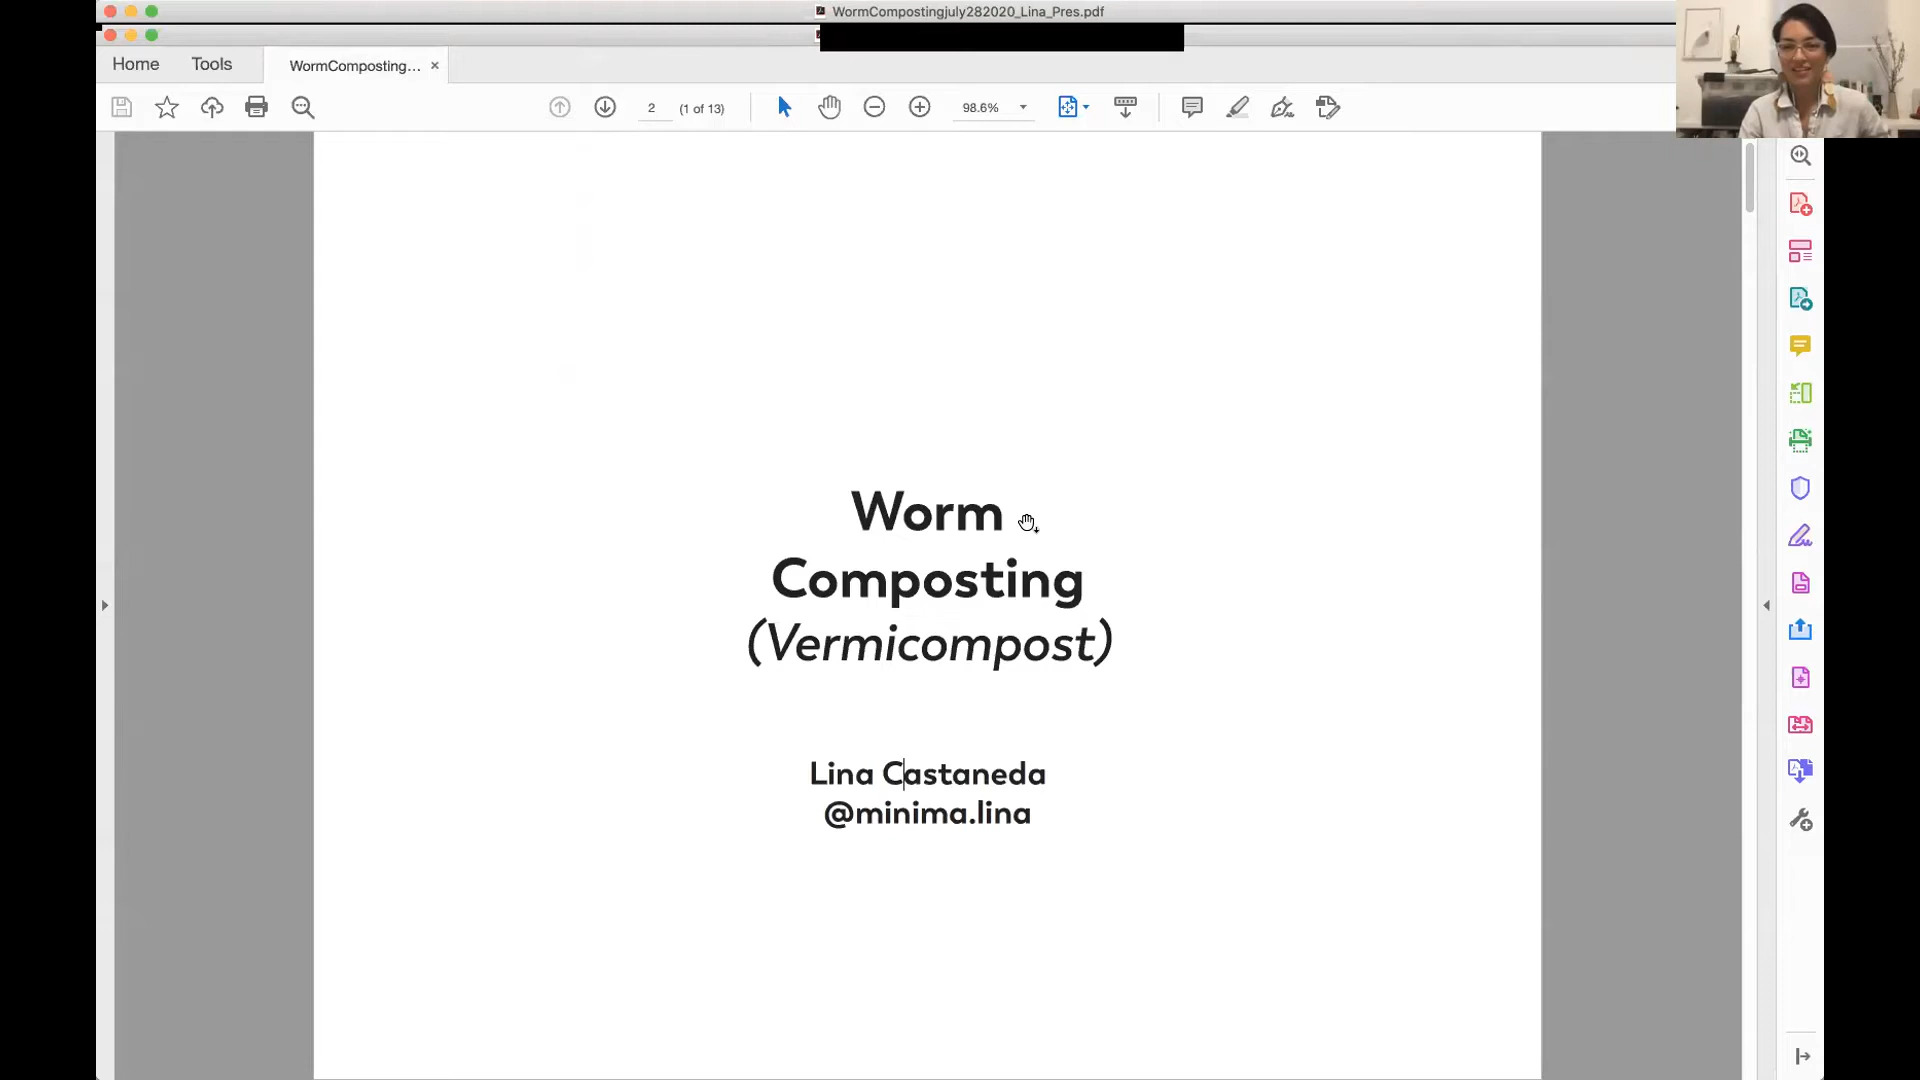 WormCompostingjuly282020_Lina_Pres.pdf
Home
Tools
WormComposting...
2
(1 of 13)
98.6%
Worm
Composting
(Vermicompost)
Lina Castaneda
@minima.lina